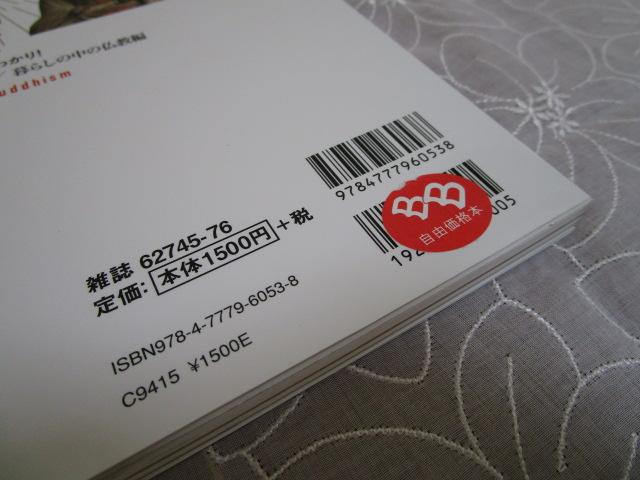 かり!
暮らしの中の仏教編
uddhism
9784777960538
自由価格本
005
雑誌 62745-76
定価: 本体1500円 +税
ISBN978-4-7779-6053-8
C9415 ¥1500E